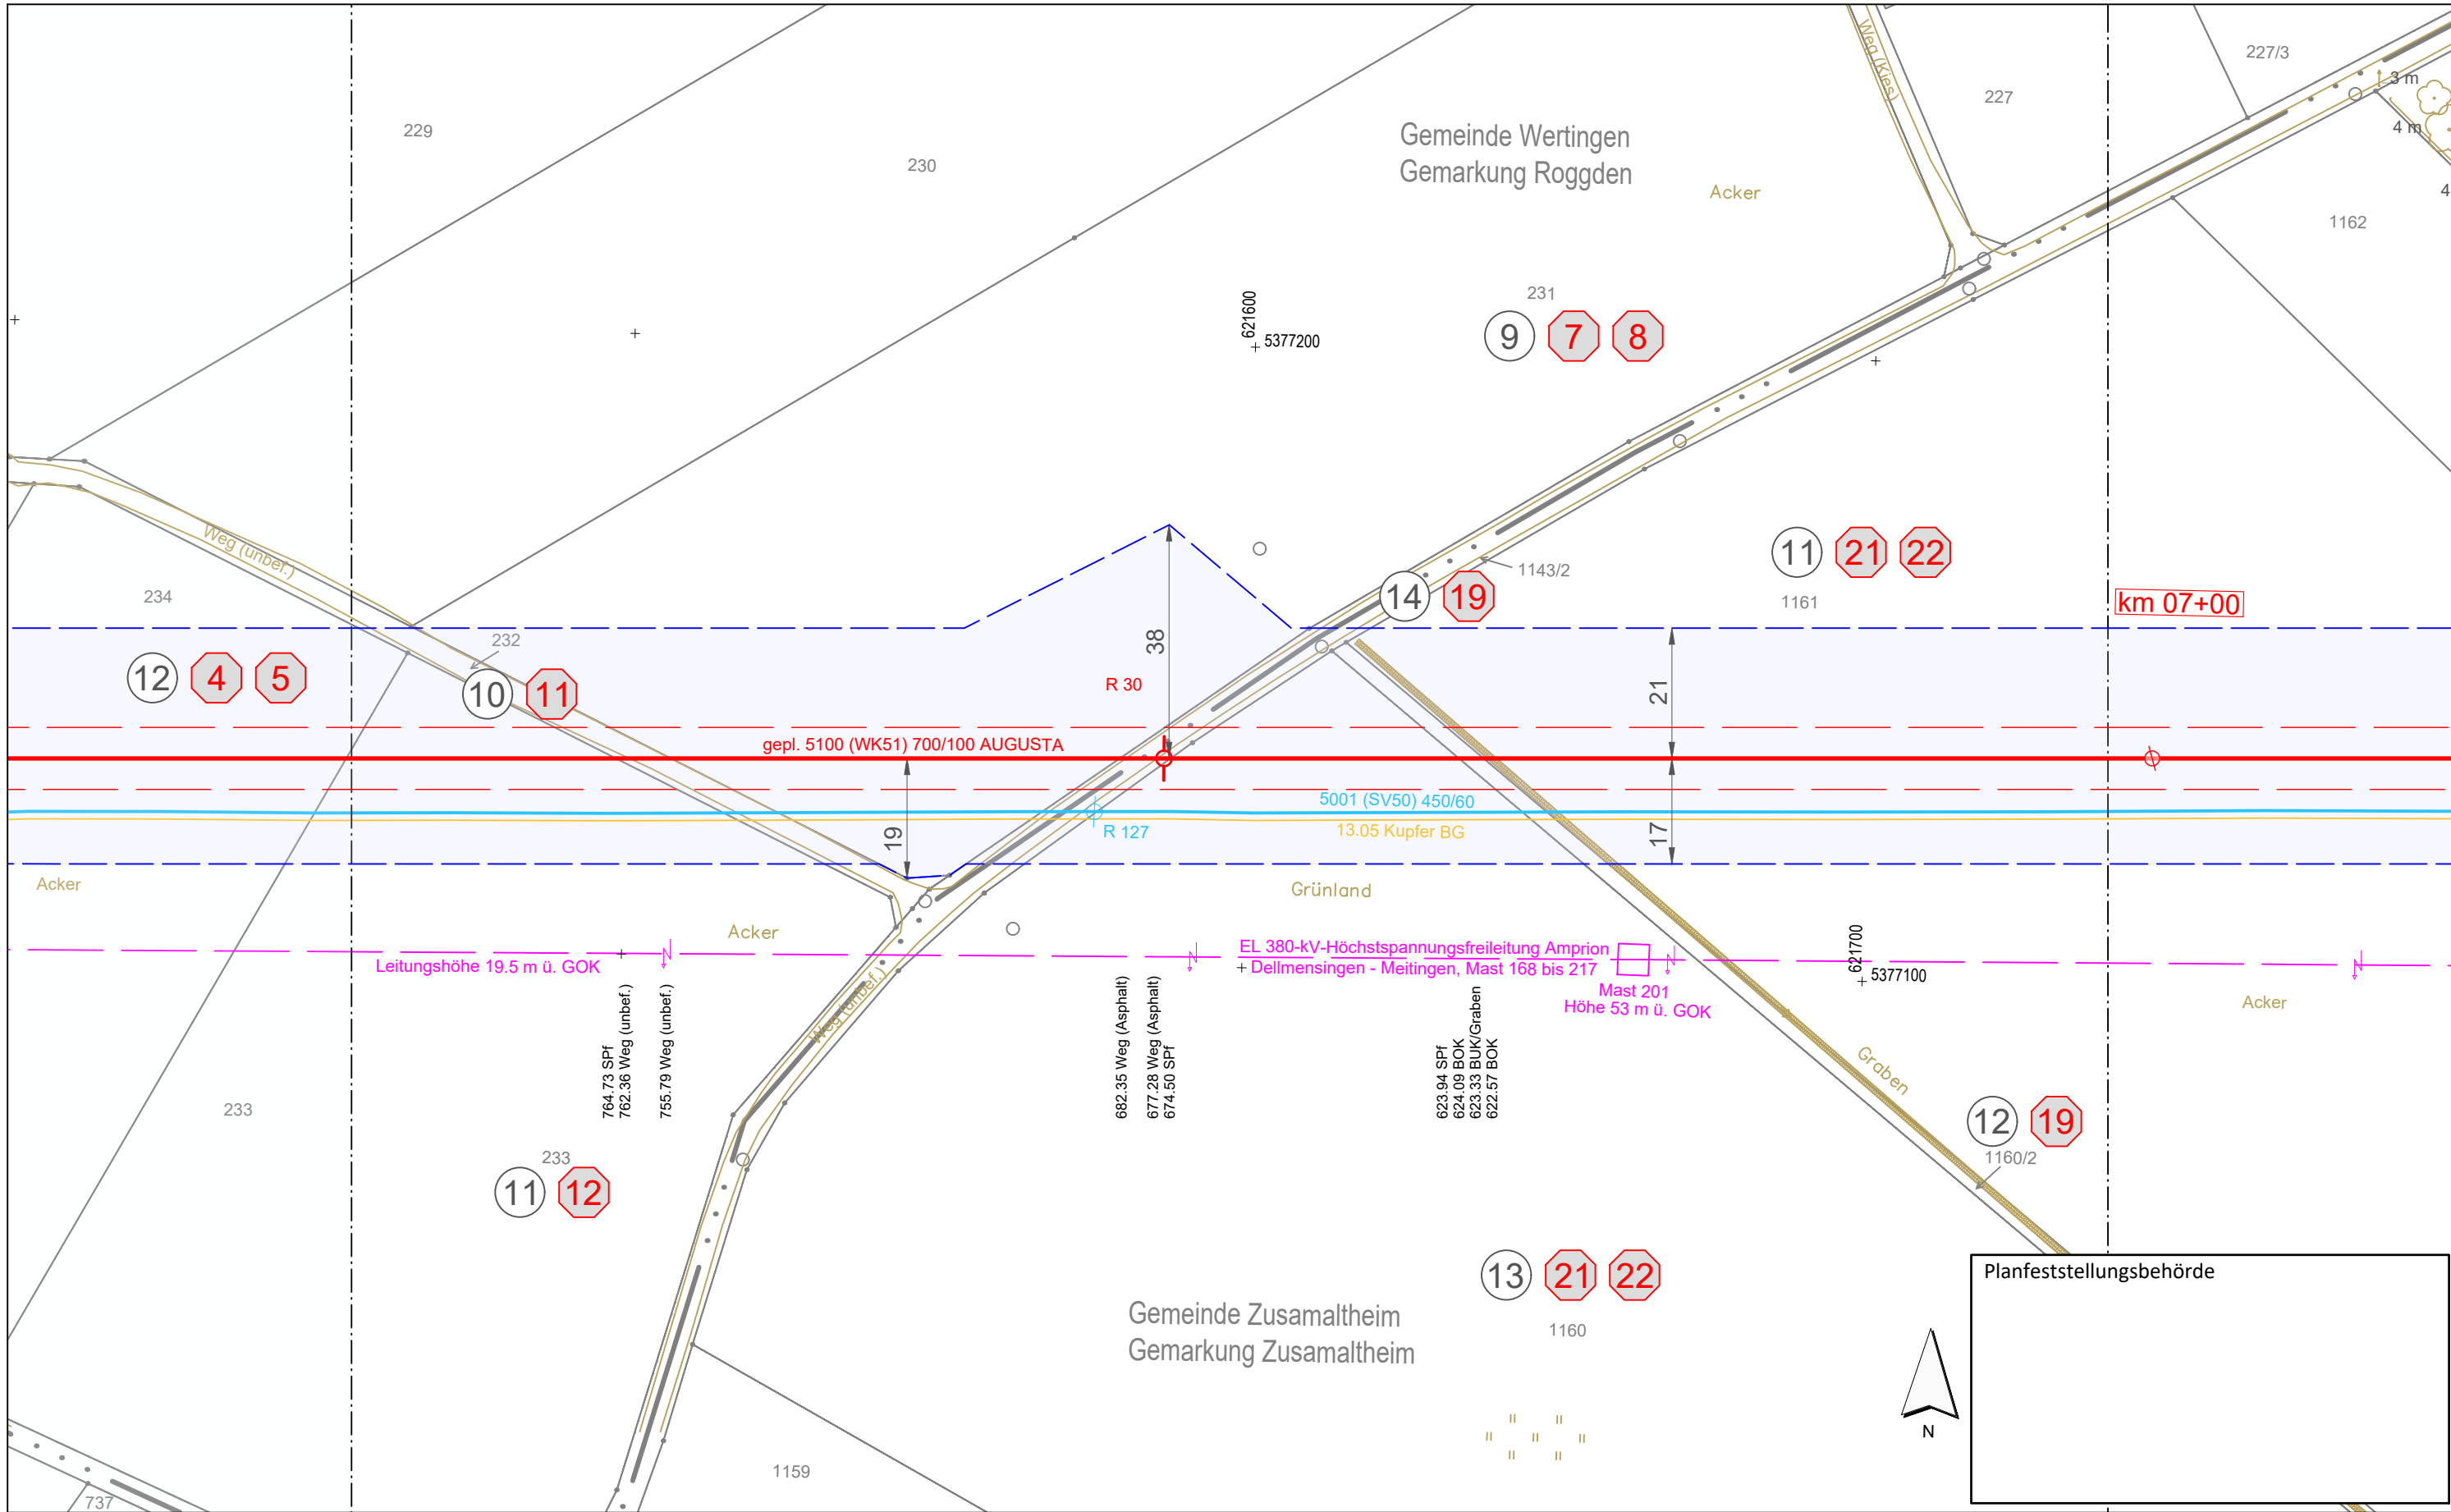 229
230
Gemeinde Wertingen
Gemarkung Roggden
Acker
Weg (Kies)
227
227/3
3 m
4 m
4
1162
231
9 7 8
621600
5377200
Weg (unbef.)
234
232
12 4 5
10 11
38
R 30
14 19
1143/2
11 21 22
1161
km 07+00
21
gepl. 5100 (WK51) 700/100 AUGUSTA
5001 (SV50) 450/60
13.05 Kupfer BG
R 127
19
17
Acker
Acker
Grünland
Leitungshöhe 19.5 m ü. GOK
EL 380-kV-Höchstspannungsfreileitung Amprion
Dellmensingen - Meitingen, Mast 168 bis 217
Mast 201
Höhe 53 m ü. GOK
621700
5377100
Acker
Weg (unbef.)
764.73 SPf
762.36 Weg (unbef.)
755.79 Weg (unbef.)
682.35 Weg (Asphalt)
677.28 Weg (Asphalt)
674.50 SPf
623.94 SPf
624.09 BOK
623.33 BUK/Graben
622.57 BOK
Graben
233
233
11 12
12 19
1160/2
13 21 22
1160
Gemeinde Zusamaltheim
Gemarkung Zusamaltheim
Planfeststellungsbehörde
N
1159
737